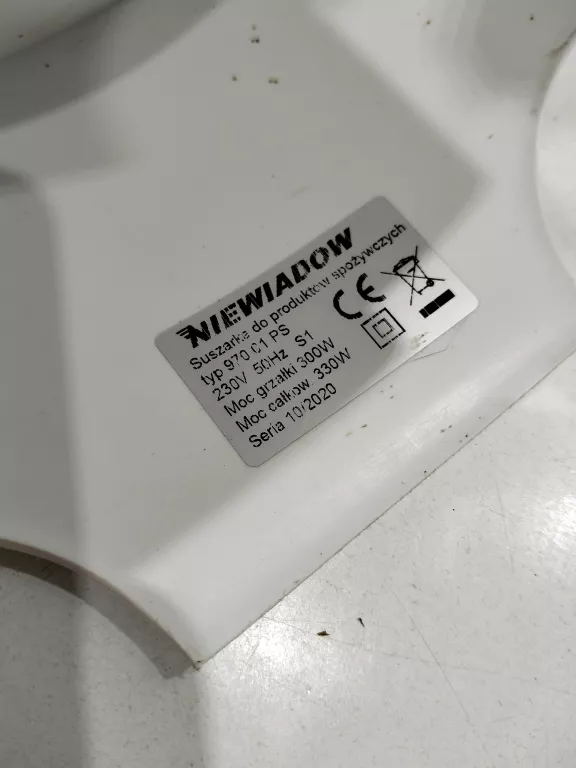 NIEWIADÓW
Suszarka do produktów spożywczych
typ 970 01 PS
230V 50Hz S1
Moc grzałki 300W
Moc całkow. 330W
Seria 10/2020
CE